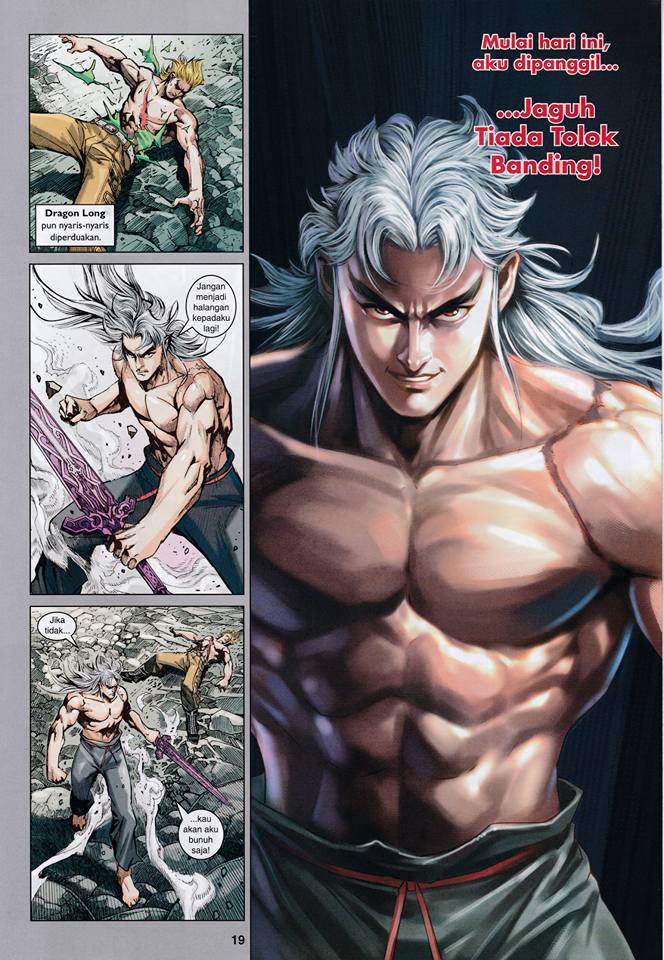 Dragon Long
pun nyaris-nyaris
diperduakan.
Jangan
menjadi
halangan
kepadaku
lagi!
Jika
tidak...
...kau
akan aku
bunuh
saja!
Mulai hari ini,
aku dipanggil...
...Jaguh
Tiada Tolok
Banding!
19